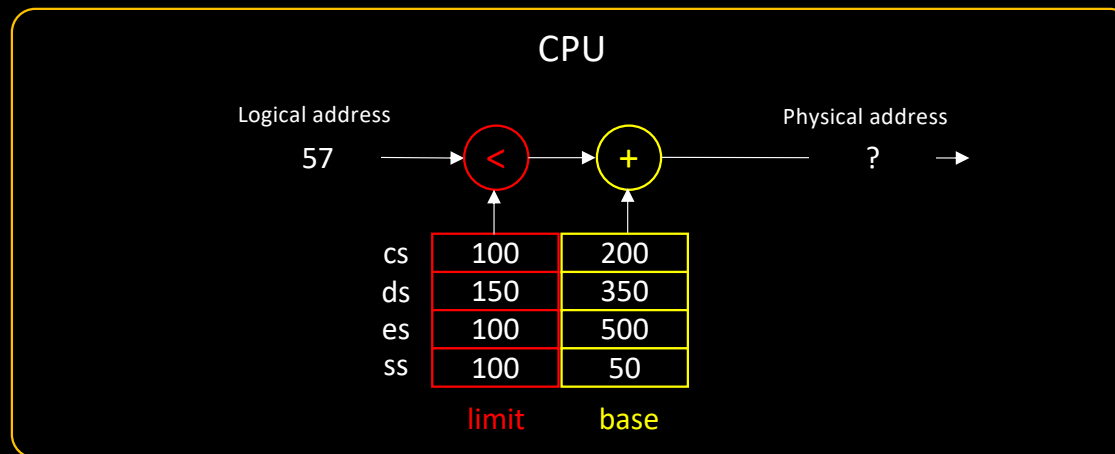 CPU
Logical address
Physical address
57
<
+
?
cs 100 200
ds 150 350
es 100 500
ss 100 50
limit base